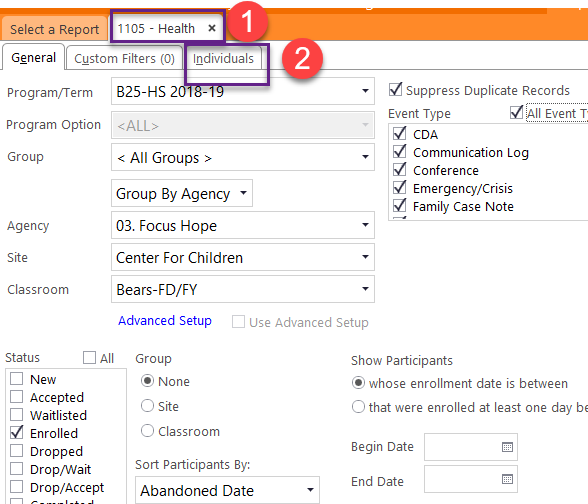 Select a Report
1105 - Health ×
1
General
Custom Filters (0)
Individuals
2
Program/Term B25-HS 2018-19
Program Option <ALL>
Group < All Groups >
Group By Agency
Agency 03. Focus Hope
Site Center For Children
Classroom Bears-FD/FY
Advanced Setup Use Advanced Setup
Suppress Duplicate Records
Event Type All Event T
CDA
Communication Log
Conference
Emergency/Crisis
Family Case Note
Status All
New
Accepted
Waitlisted
Enrolled
Dropped
Drop/Wait
Drop/Accept
Group
None
Site
Classroom
Sort Participants By:
Abandoned Date
Show Participants
whose enrollment date is between
that were enrolled at least one day be
Begin Date
End Date